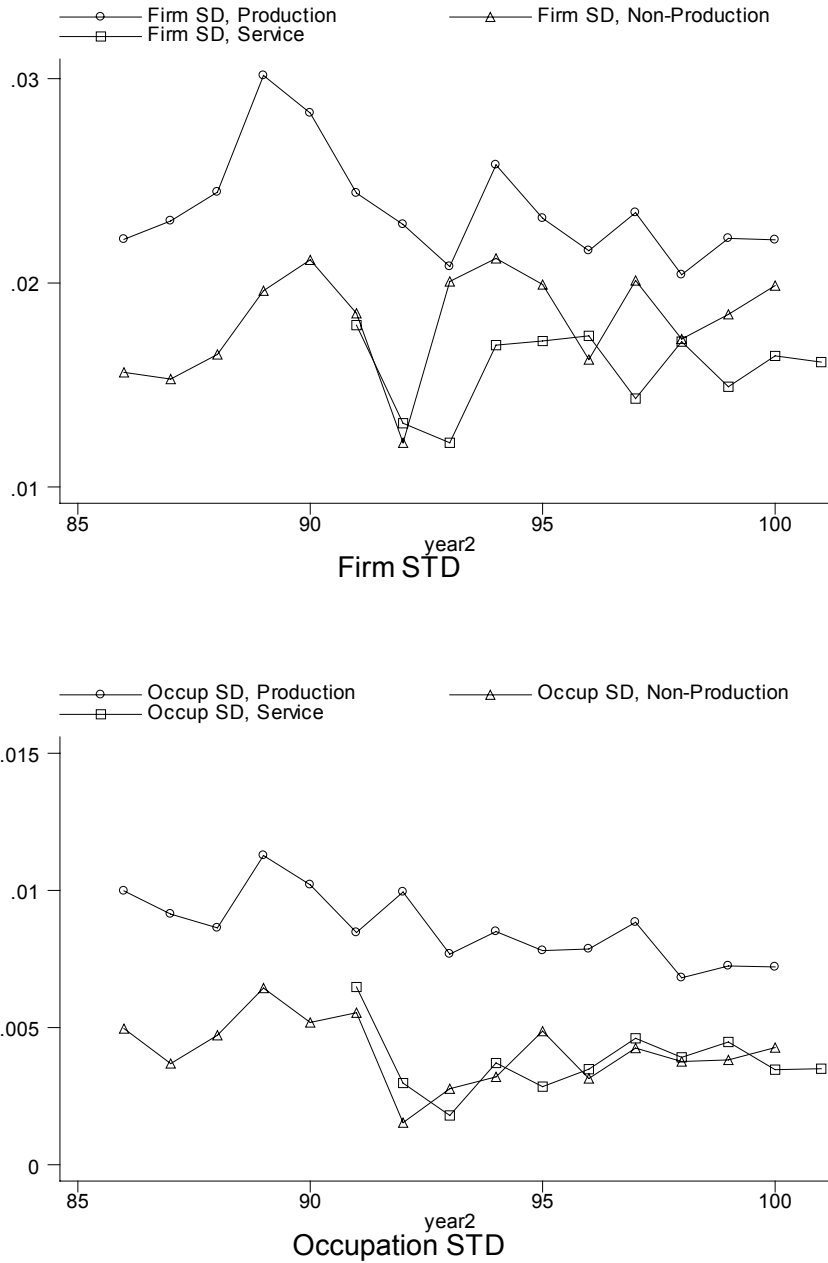 Firm SD, Production Firm SD, Non-Production
Firm SD, Service
.03
.02
.01
85 90 95 100
year2
Firm STD
Occup SD, Production Occup SD, Non-Production
Occup SD, Service
.015
.01
.005
0
85 90 95 100
year2
Occupation STD